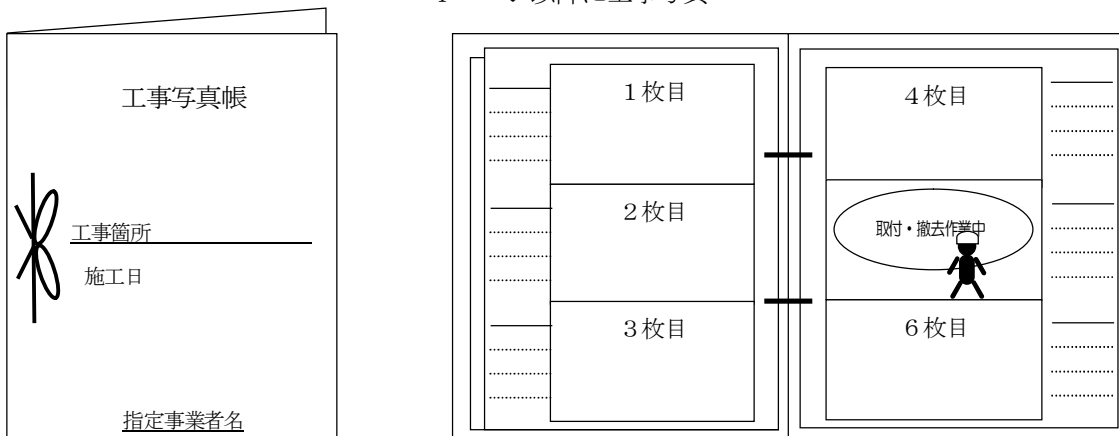 工事写真帳
工事箇所
施工日
指定事業者名
1枚目
2枚目
3枚目
4枚目
取付・撤去作業中
6枚目